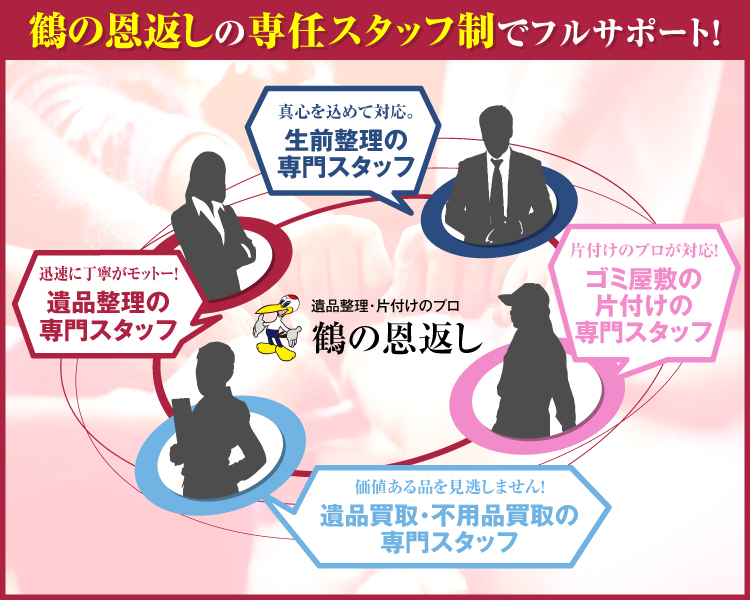 鶴の恩返しの専任スタッフ制でフルサポート!
真心を込めて対応。
生前整理の
専門スタッフ
迅速に丁寧がモットー!
遺品整理の
専門スタッフ
片付けのプロが対応!
ゴミ屋敷の
片付けの
専門スタッフ
遺品整理・片付けのプロ
鶴の恩返し
価値ある品を見逃しません!
遺品買取・不用品買取の
専門スタッフ